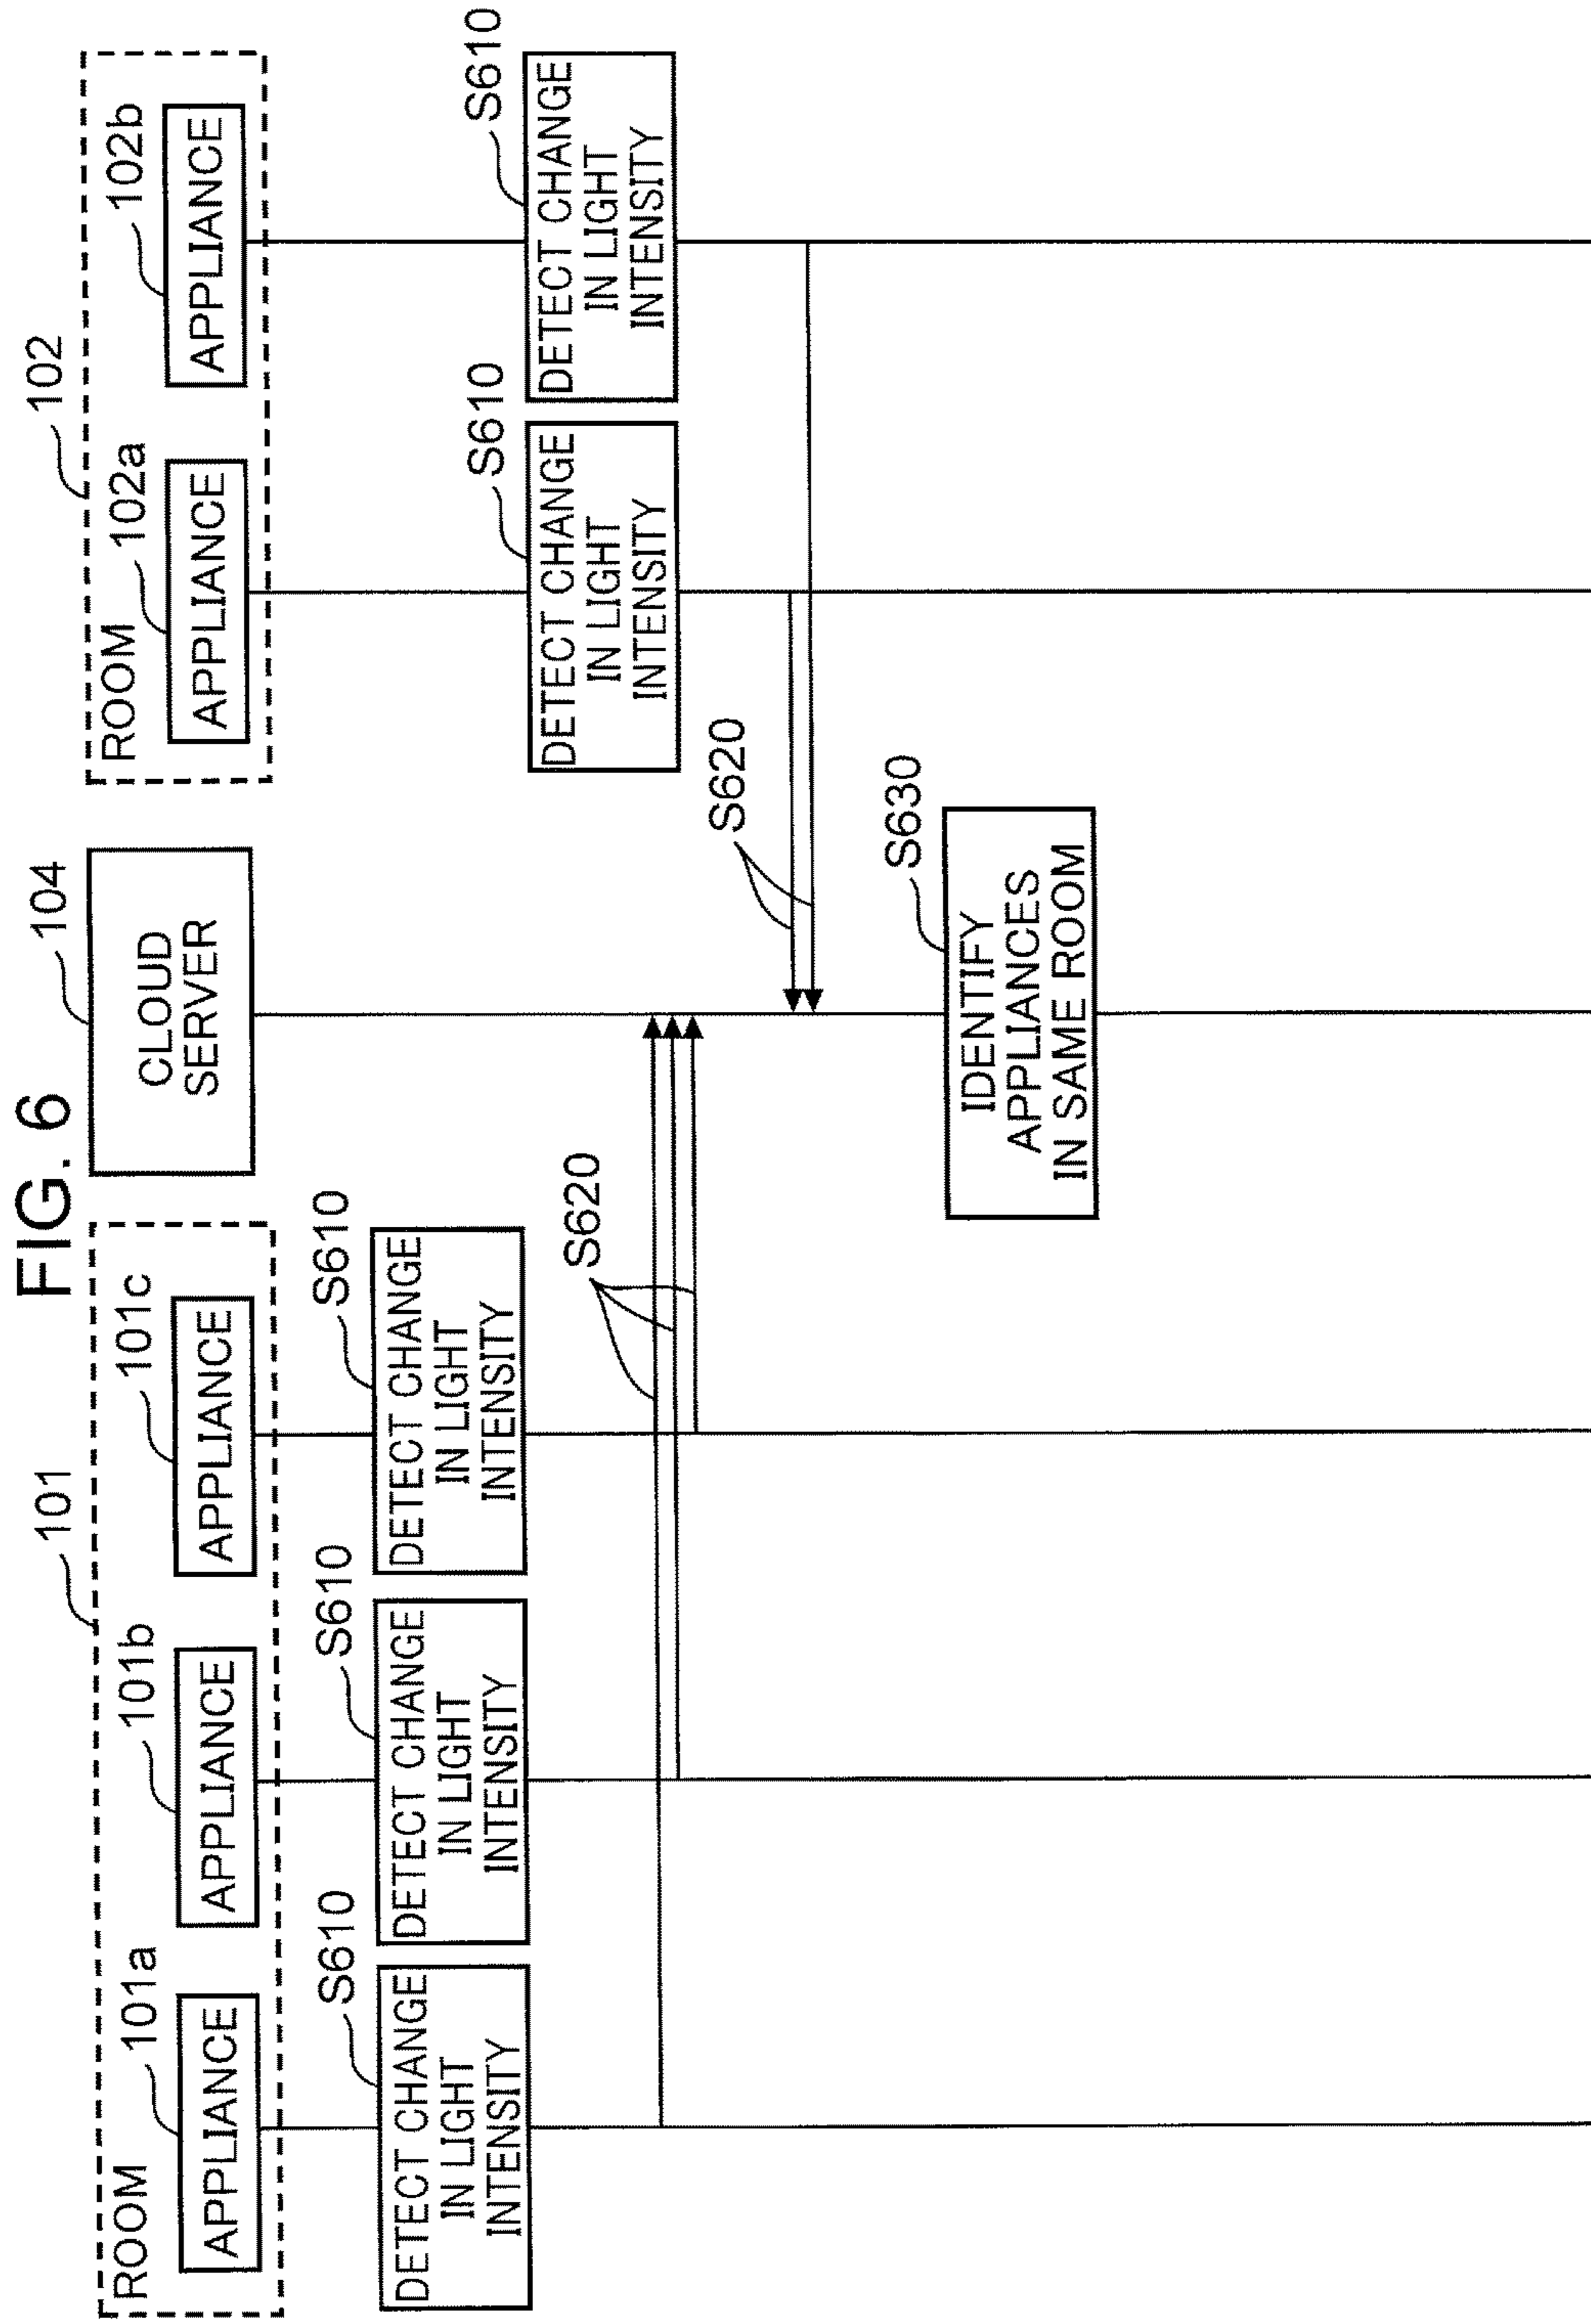 FIG. 6
101
104
102
ROOM
101a
101b
101c
CLOUD
SERVER
ROOM
102a
102b
APPLIANCE
APPLIANCE
APPLIANCE
APPLIANCE
APPLIANCE
S610
S610
S610
DETECT CHANGE
IN LIGHT
INTENSITY
DETECT CHANGE
IN LIGHT
INTENSITY
DETECT CHANGE
IN LIGHT
INTENSITY
S610
S610
DETECT CHANGE
IN LIGHT
INTENSITY
DETECT CHANGE
IN LIGHT
INTENSITY
S620
S620
S630
IDENTIFY
APPLIANCES
IN SAME ROOM